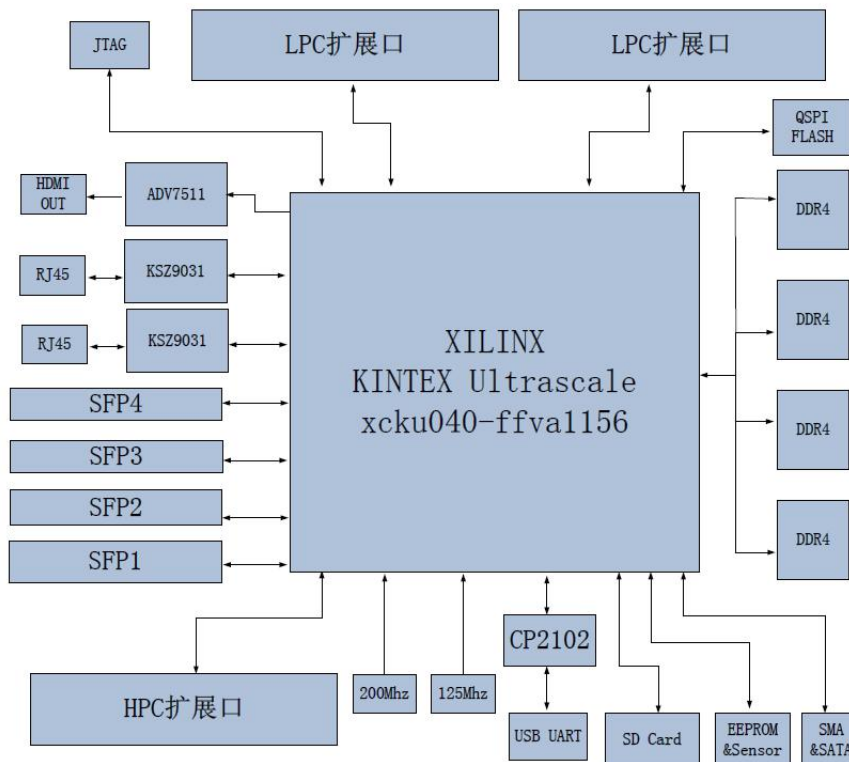 JTAG
LPC扩展口
LPC扩展口
QSPI
FLASH
HDMI
OUT
ADV7511
DDR4
RJ45
KSZ9031
DDR4
RJ45
KSZ9031
XILINX
KINTEX Ultrascale
xcku040-ffva1156
SFP4
DDR4
SFP3
SFP2
DDR4
SFP1
HPC扩展口
200Mhz
125Mhz
CP2102
USB UART
SD Card
EEPROM
&Sensor
SMA
&SATA